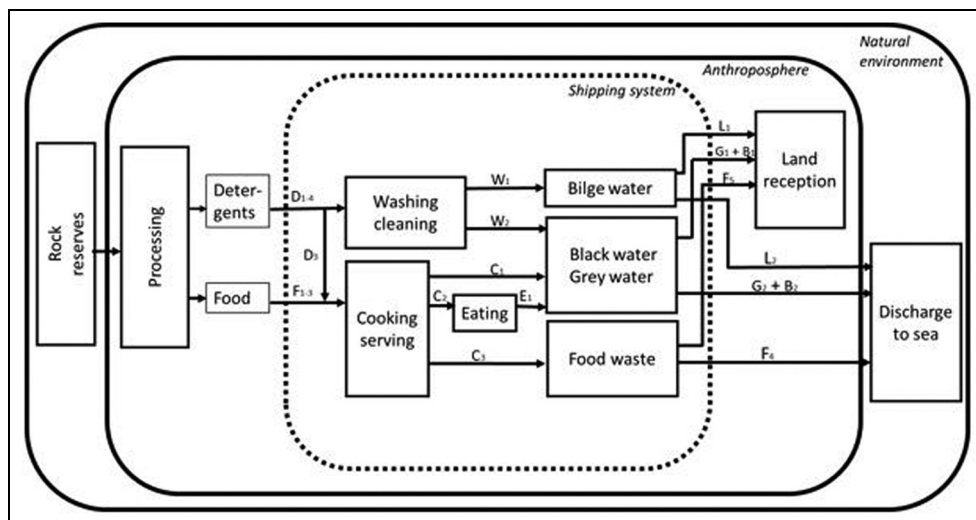 Natural
environment
Anthroposphere
Shipping system
Rock
reserves
Processing
Deter-
gents
Food
D1-4
D3
F1-3
Washing
cleaning
Cooking
serving
W1
W2
C1
C2
Eating
E1
C3
Bilge water
Black water
Grey water
Food waste
L1
G1 + B1
F5
Land
reception
L2
G2 + B2
F4
Discharge
to sea